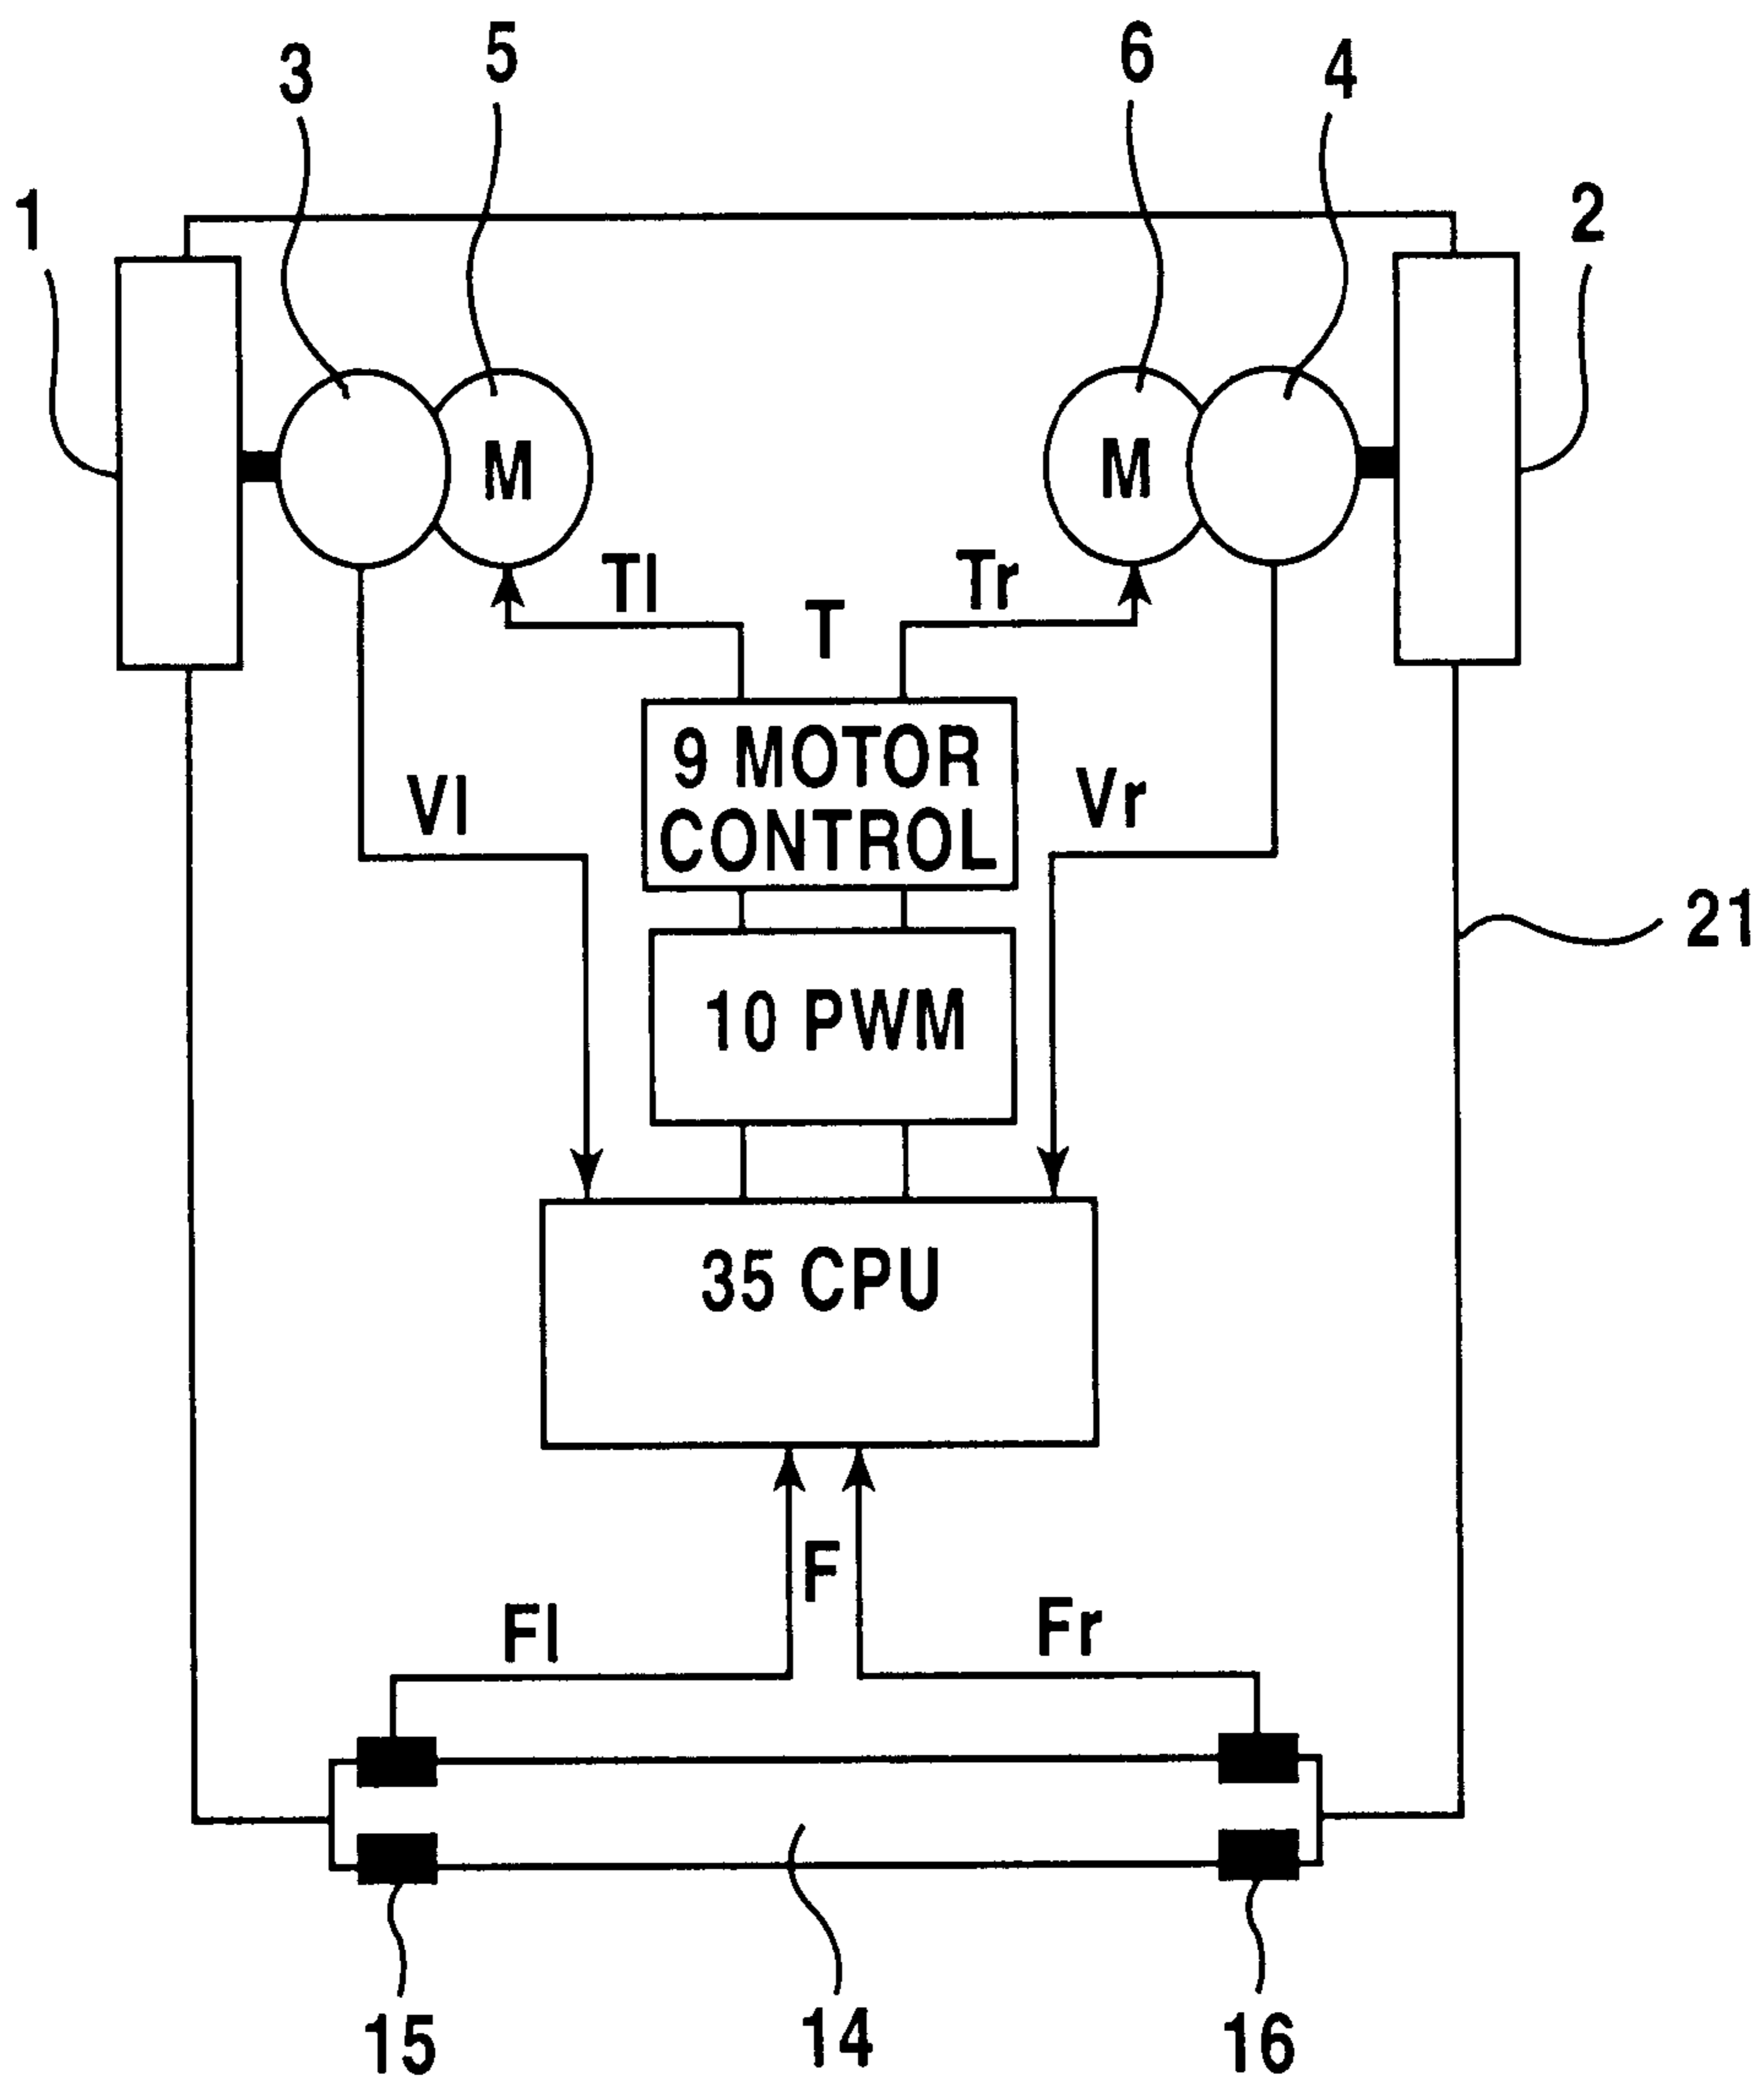 3 5 6 4
1 2
M M
Tl T Tr
9 MOTOR
CONTROL
Vl Vr
21
10 PWM
35 CPU
F
Fl Fr
15 14 16